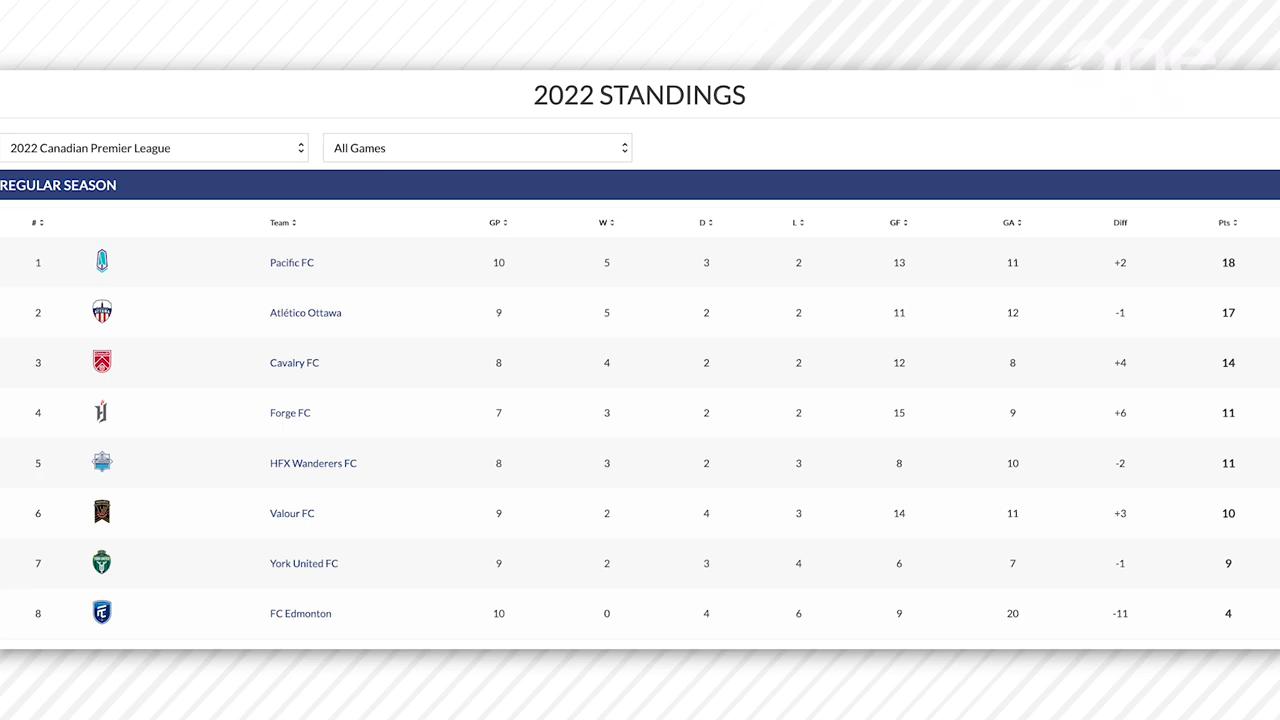 2022 STANDINGS
2022 Canadian Premier League All Games
REGULAR SEASON
# Team GP W D L GF GA Diff Pts
1 Pacific FC 10 5 3 2 13 11 +2 18
2 Atlético Ottawa 9 5 2 2 11 12 -1 17
3 Cavalry FC 8 4 2 2 12 8 +4 14
4 Forge FC 7 3 2 2 15 9 +6 11
5 HFX Wanderers FC 8 3 2 3 8 10 -2 11
6 Valour FC 9 2 4 3 14 11 +3 10
7 York United FC 9 2 3 4 6 7 -1 9
8 FC Edmonton 10 0 4 6 9 20 -11 4